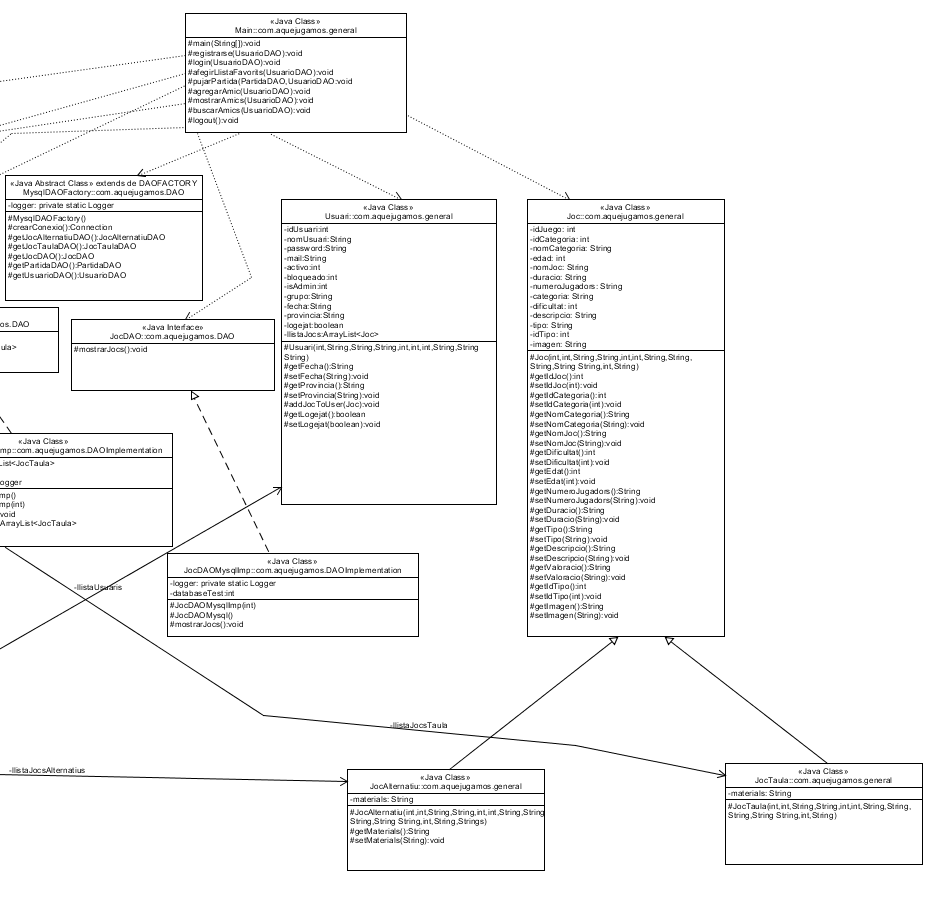 «Java Class»
Main::com.aquejugamos.general
#main(String[]):void
#registrarse(UsuarioDAO):void
#login(UsuarioDAO):void
#afegirLlistaFavorits(UsuarioDAO):void
#pujarPartida(PartidaDAO,UsuarioDAO:void
#agregarAmic(UsuarioDAO):void
#mostrarAmics(UsuarioDAO):void
#buscarAmics(UsuarioDAO):void
#logout():void
«Java Abstract Class» extends de DAOFACTORY
MysqlDAOFactory::com.aquejugamos.DAO
-logger: private static Logger
#MysqlDAOFactory()
#crearConexio():Connection
#getJocAlternatiuDAO():JocAlternatiuDAO
#getJocTaulaDAO():JocTaulaDAO
#getJocDAO():JocDAO
#getPartidaDAO():PartidaDAO
#getUsuarioDAO():UsuarioDAO
«Java Class»
Usuari::com.aquejugamos.general
-idUsuari:int
-nomUsuari:String
-password:String
-mail:String
-activo:int
-bloqueado:int
-isAdmin:int
-grupo:String
-fecha:String
-provincia:String
-logejat:boolean
-llistaJocs:ArrayList<Joc>
#Usuari(int,String,String,String,int,int,int,String,String
String)
#getFecha():String
#setFecha(String):void
#getProvincia():String
#setProvincia(String):void
#addJocToUser(Joc):void
#getLogejat():boolean
#setLogejat(boolean):void
«Java Class»
Joc::com.aquejugamos.general
-idJuego: int
-idCategoria: int
-nomCategoria: String
-edad: int
-nomJoc: String
-duracio: String
-numeroJugadors: String
-categoria: String
-dificultat: int
-descripcio: String
-tipo: String
-idTipo: int
-imagen: String
#Joc(int,int,String,String,int,int,String,String,
String,String String,int,String)
#getIdJoc():int
#setIdJoc(int):void
#getIdCategoria():int
#setIdCategoria(int):void
#getNomCategoria():String
#setNomCategoria(String):void
#getNomJoc():String
#setNomJoc(String):void
#getDificultat():int
#setDificultat(int):void
#getEdat():int
#setEdat(int):void
#getNumeroJugadors():String
#setNumeroJugadors(String):void
#getDuracio():String
#setDuracio(String):void
#getTipo():String
#setTipo(String):void
#getDescripcio():String
#setDescripcio(String):void
#getValoracio():String
#setValoracio(String):void
#getIdTipo():int
#setIdTipo(int):void
#getImagen():String
#setImagen(String):void
os.DAO
ula>
«Java Interface»
JocDAO::com.aquejugamos.DAO
#mostrarJocs():void
«Java Class»
mp::com.aquejugamos.DAOImplementation
List<JocTaula>
ogger
mp()
mp(int)
void
ArrayList<JocTaula>
«Java Class»
JocDAOMysqlImp::com.aquejugamos.DAOImplementation
-logger: private static Logger
-databaseTest:int
#JocDAOMysqlImp(int)
#JocDAOMysql()
#mostrarJocs():void
-llistaUsuaris
-llistaJocsTaula
-llistaJocsAlternatius
«Java Class»
JocAlternatiu::com.aquejugamos.general
-materials: String
#JocAlternatiu(int,int,String,String,int,int,String,String
String,String String,int,String,Strings)
#getMaterials():String
#setMaterials(String):void
«Java Class»
JocTaula::com.aquejugamos.general
-materials: String
#JocTaula(int,int,String,String,int,int,String,String,
String,String String,int,String)